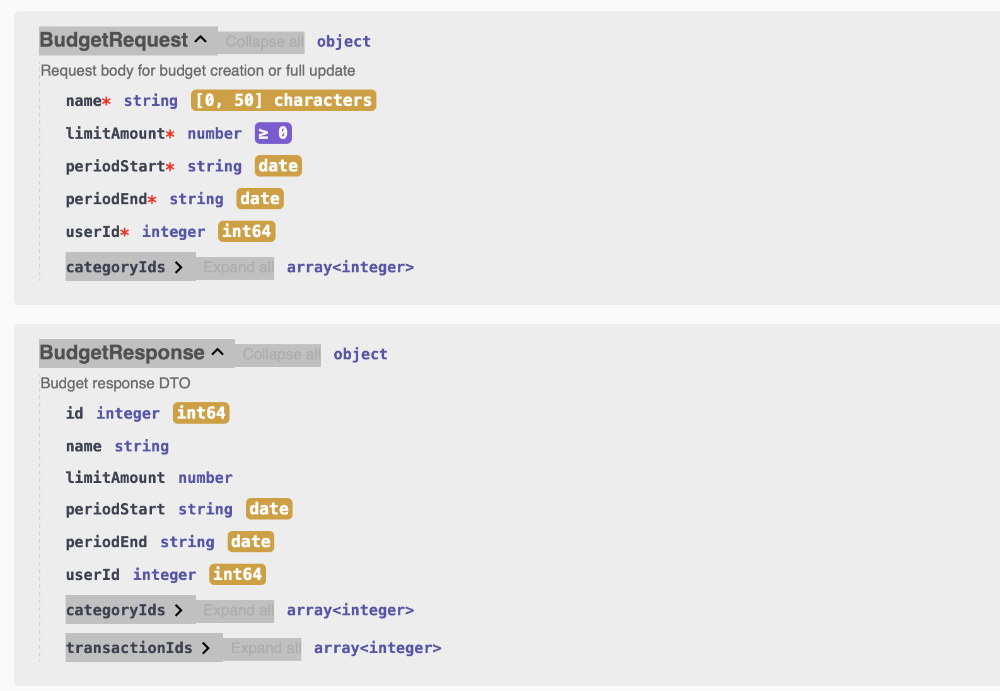 BudgetRequest Collapse all object
Request body for budget creation or full update
name* string [0, 50] characters
limitAmount* number ≥ 0
periodStart* string date
periodEnd* string date
userId* integer int64
categoryIds Expand all array<integer>
BudgetResponse Collapse all object
Budget response DTO
id integer int64
name string
limitAmount number
periodStart string date
periodEnd string date
userId integer int64
categoryIds Expand all array<integer>
transactionIds Expand all array<integer>